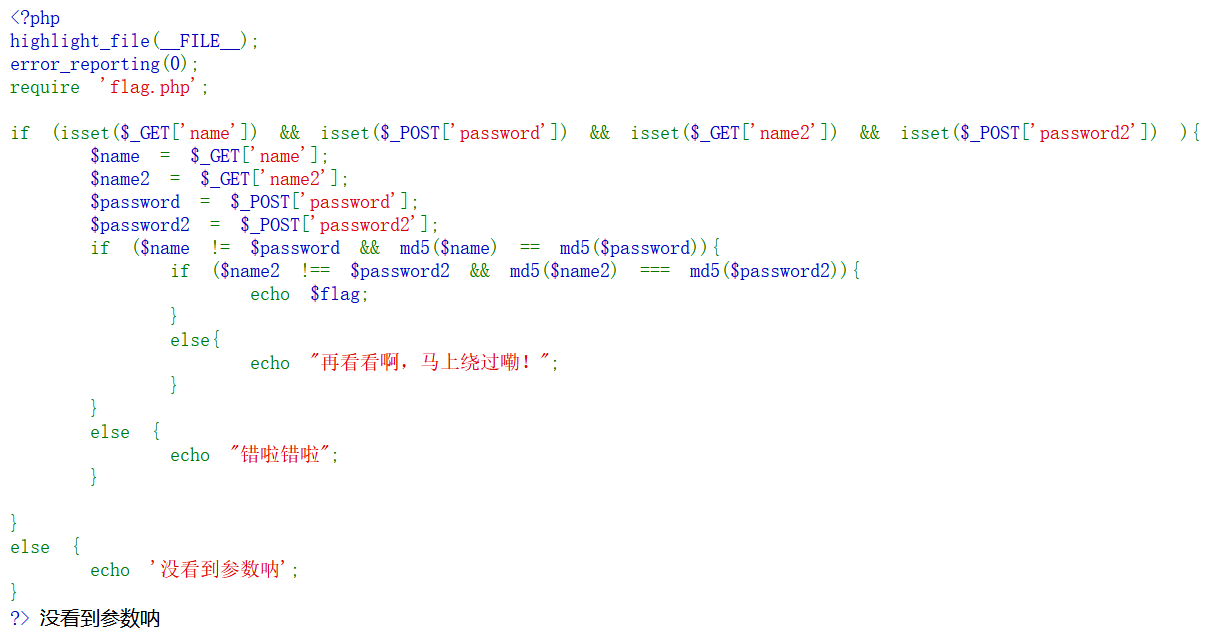 <?php
highlight_file(__FILE__);
error_reporting(0);
require 'flag.php';
if (isset($_GET['name']) && isset($_POST['password']) && isset($_GET['name2']) && isset($_POST['password2']) ){
$name = $_GET['name'];
$name2 = $_GET['name2'];
$password = $_POST['password'];
$password2 = $_POST['password2'];
if ($name != $password && md5($name) == md5($password)){
if ($name2 !== $password2 && md5($name2) === md5($password2)){
echo $flag;
}
else{
echo "再看看啊，马上绕过嘞！";
}
}
else {
echo "错啦错啦";
}
}
else {
echo '没看到参数呐';
}
?> 没看到参数呐